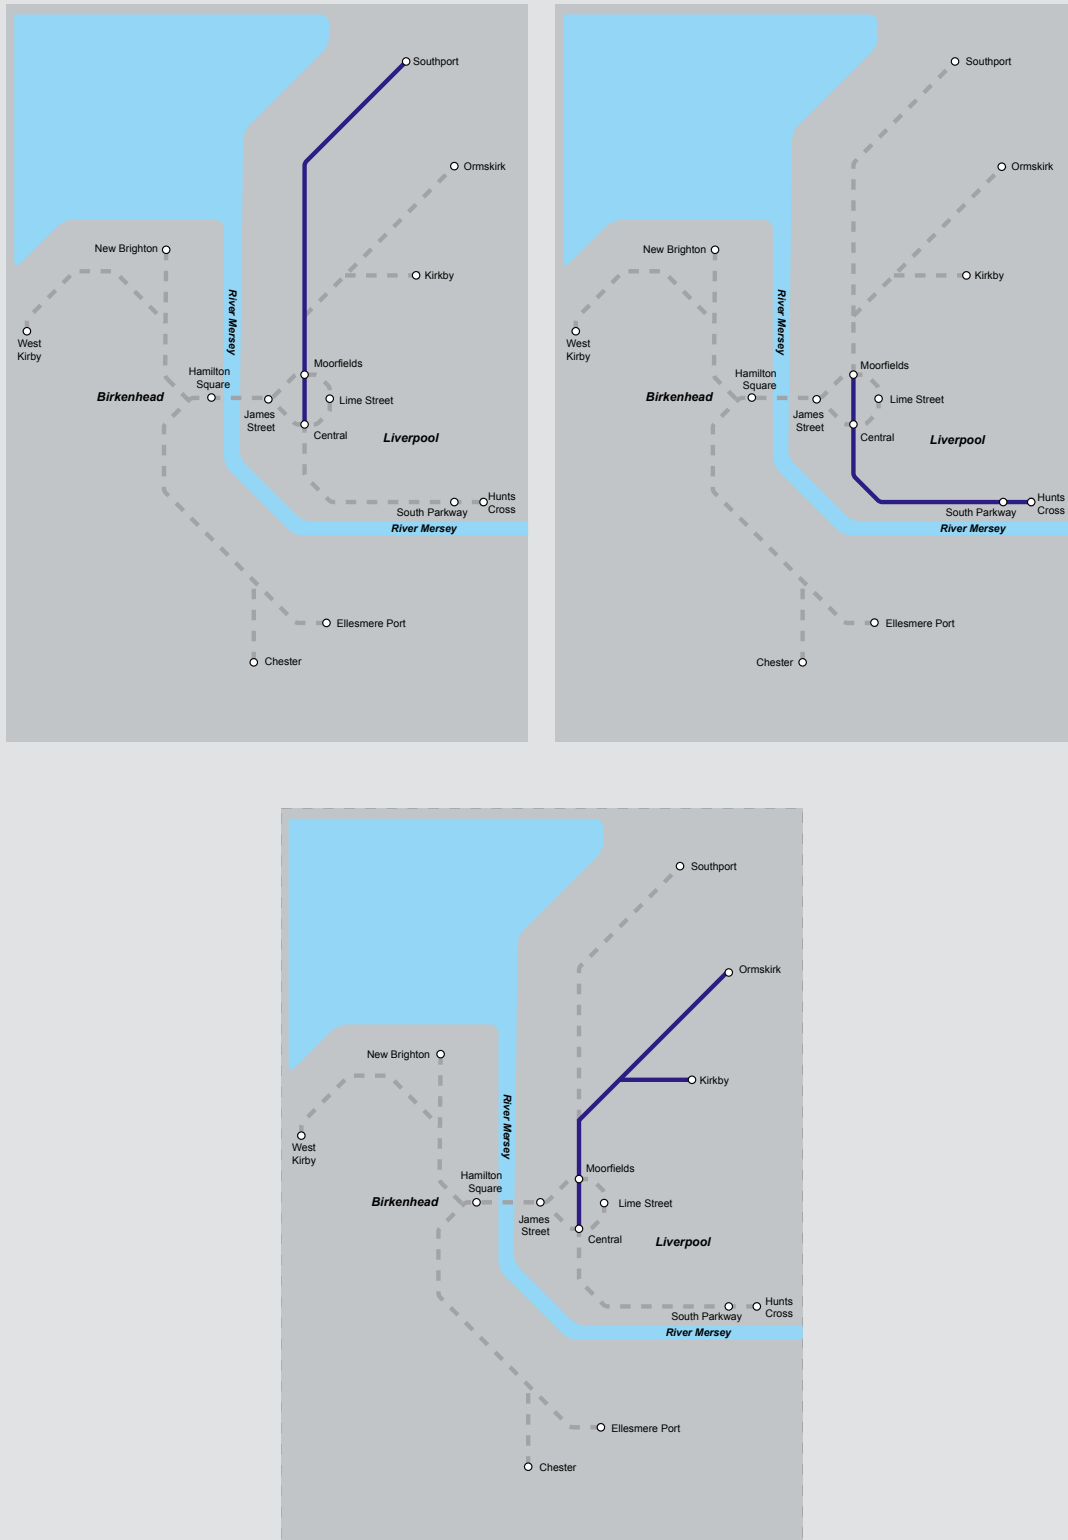 Southport
Ormskirk
New Brighton
Kirkby
River Mersey
West
Kirby
Moorfields
Hamilton
Square
Birkenhead
Lime Street
James
Street
Central
Liverpool
Hunts
Cross
South Parkway
River Mersey
Ellesmere Port
Chester
Southport
Ormskirk
New Brighton
Kirkby
River Mersey
West
Kirby
Moorfields
Hamilton
Square
Birkenhead
Lime Street
James
Street
Central
Liverpool
Hunts
Cross
South Parkway
River Mersey
Ellesmere Port
Chester
Southport
Ormskirk
New Brighton
Kirkby
River Mersey
West
Kirby
Moorfields
Hamilton
Square
Birkenhead
Lime Street
James
Street
Central
Liverpool
Hunts
Cross
South Parkway
River Mersey
Ellesmere Port
Chester